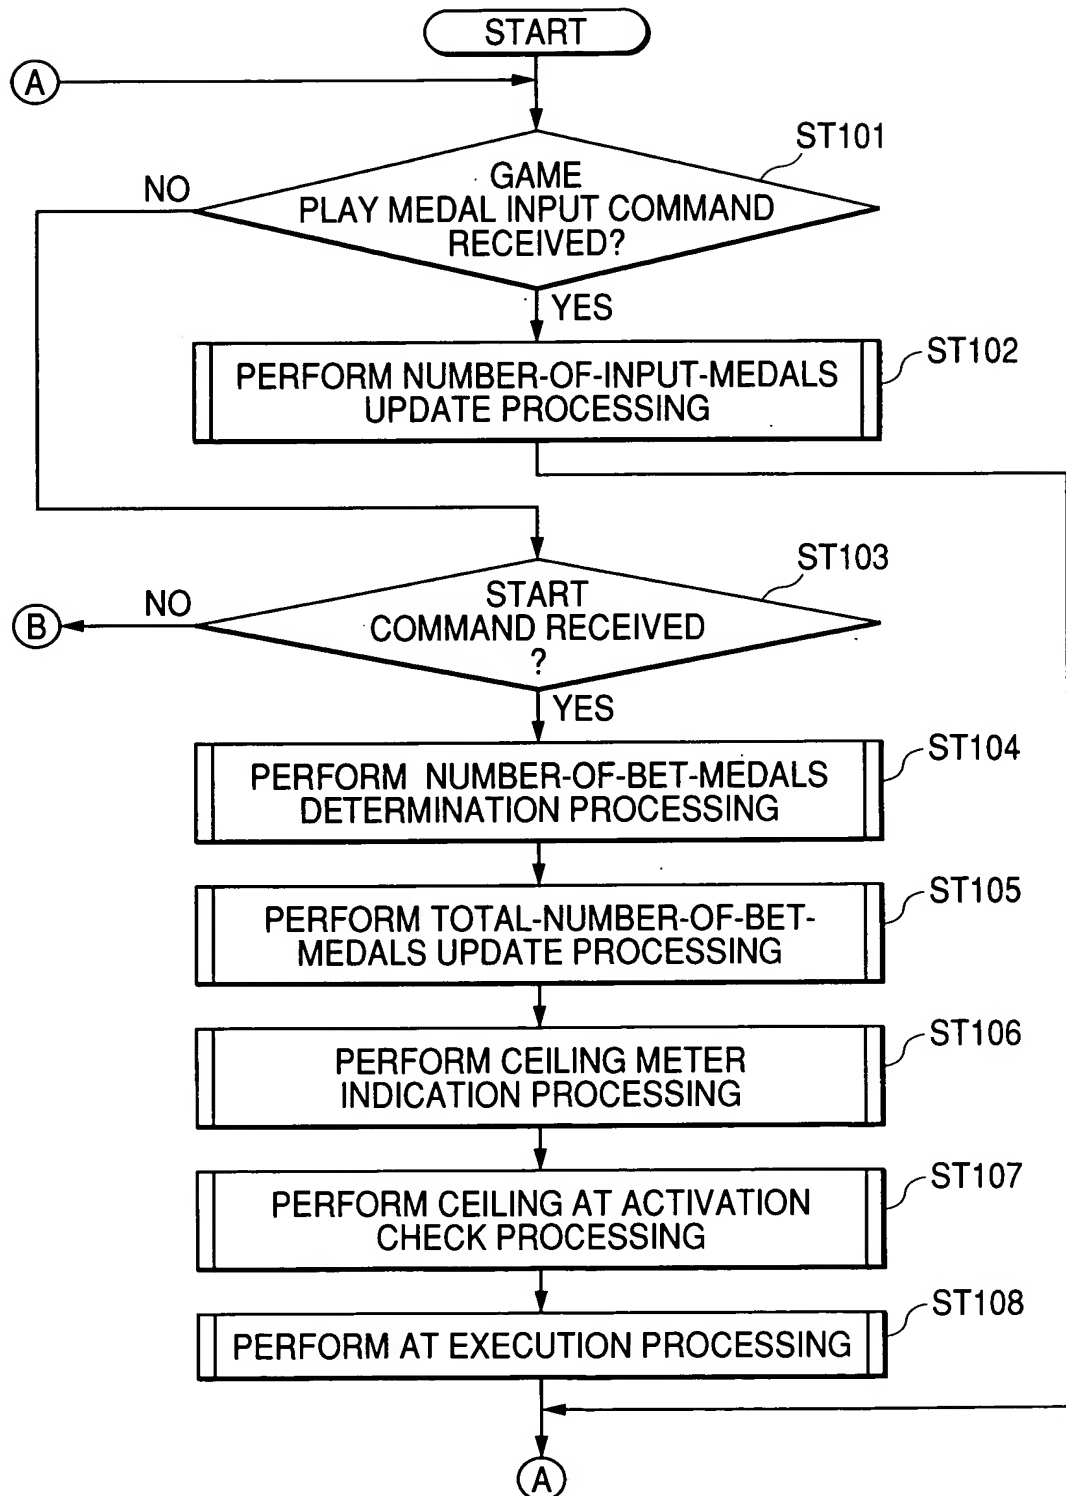 START
A
ST101
NO
GAME
PLAY MEDAL INPUT COMMAND
RECEIVED?
YES
ST102
PERFORM NUMBER-OF-INPUT-MEDALS
UPDATE PROCESSING
ST103
NO
START
COMMAND RECEIVED
?
B
YES
ST104
PERFORM NUMBER-OF-BET-MEDALS
DETERMINATION PROCESSING
ST105
PERFORM TOTAL-NUMBER-OF-BET-
MEDALS UPDATE PROCESSING
ST106
PERFORM CEILING METER
INDICATION PROCESSING
ST107
PERFORM CEILING AT ACTIVATION
CHECK PROCESSING
ST108
PERFORM AT EXECUTION PROCESSING
A